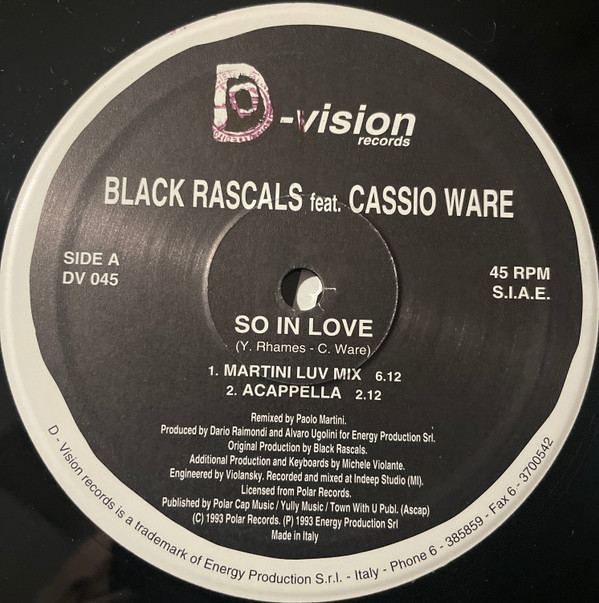 D-vision
records
BLACK RASCALS feat. CASSIO WARE
SIDE A
DV 045
45 RPM
S.I.A.E.
SO IN LOVE
(Y. Rhames - C. Ware)
1. MARTINI LUV MIX 6.12
2. ACAPPELLA 2.12
Remixed by Paolo Martini.
Produced by Dario Raimondi and Alvaro Ugolini for Energy Production Srl.
Original Production by Black Rascals.
Additional Production and Keyboards by Michele Violante.
Engineered by Violansky. Recorded and mixed at Indeep Studio (MI).
Licensed from Polar Records.
Published by Polar Cap Music / Yully Music / Town With U Publ. (Ascap)
(C) 1993 Polar Records. (P) 1993 Energy Production Srl
Made in Italy
D - Vision records is a trademark of Energy Production S.r.l. - Italy - Phone 6 - 385859 - Fax 6 - 3700542